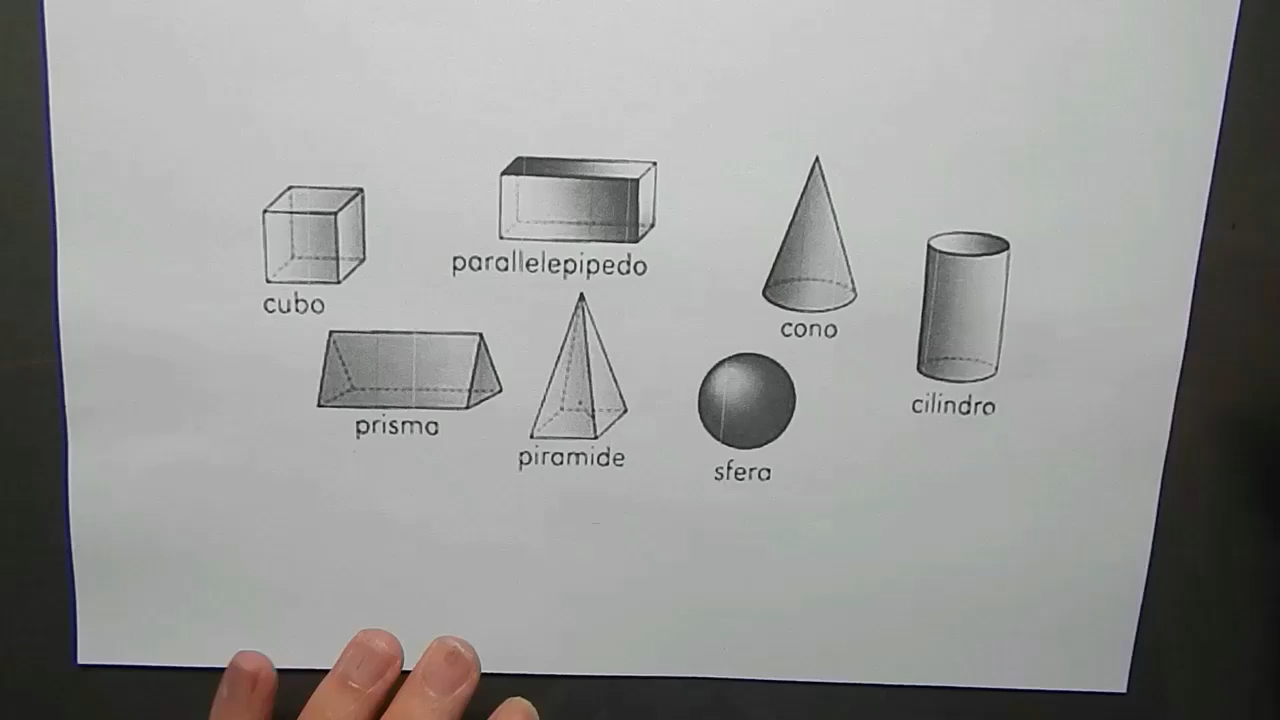 cubo
parallelepipedo
cono
cilindro
prisma
piramide
sfera